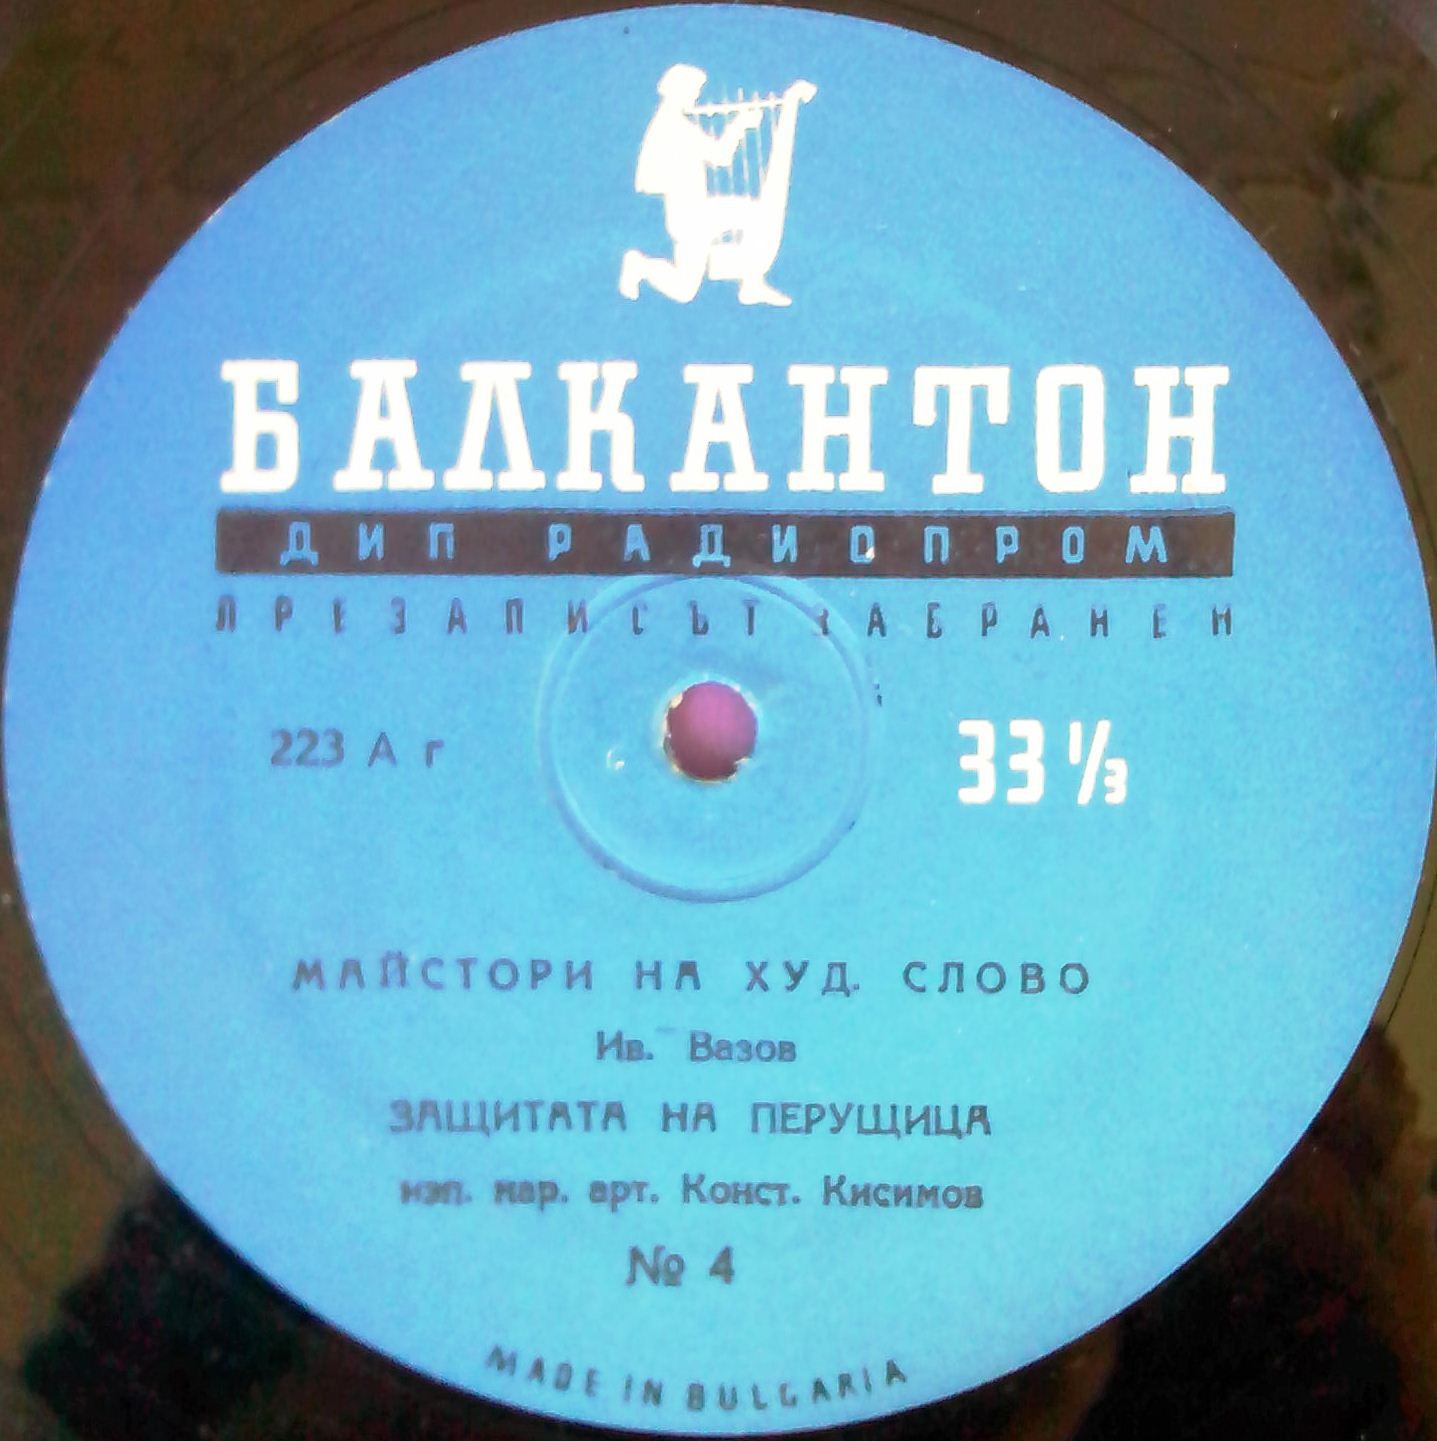 БАЛКАНТОН
ДИП РАДИОПРОМ
ПРЕЗАПИСЪТ ЗАБРАНЕН
223 А г
33 1/3
МАЙСТОРИ НА ХУД. СЛОВО
Ив. Вазов
ЗАЩИТАТА НА ПЕРУЩИЦА
изп. нар. арт. Конст. Кисимов
№ 4
MADE IN BULGARIA